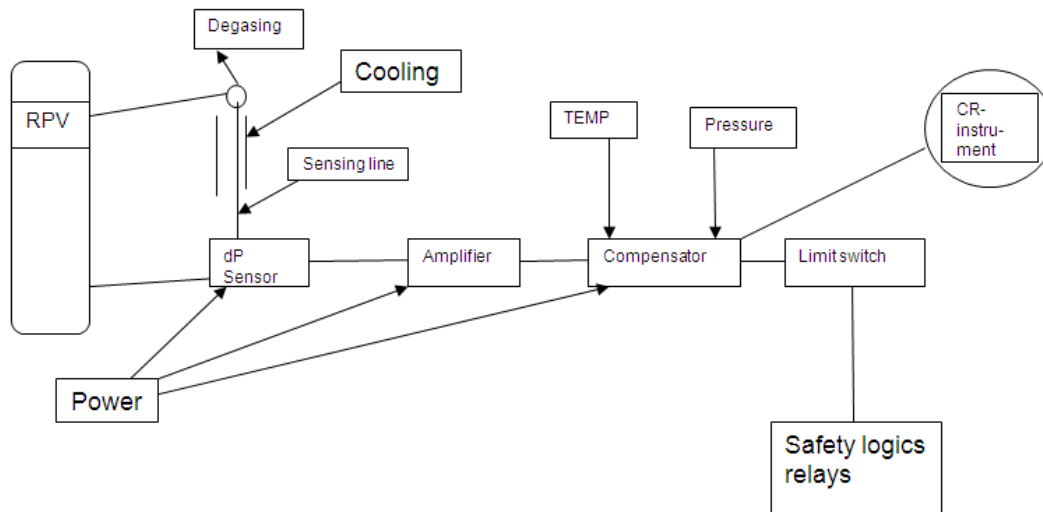 Degasing
Cooling
RPV
TEMP
Pressure
CR-
instru-
ment
Sensing line
dP
Sensor
Amplifier
Compensator
Limit switch
Power
Safety logics
relays